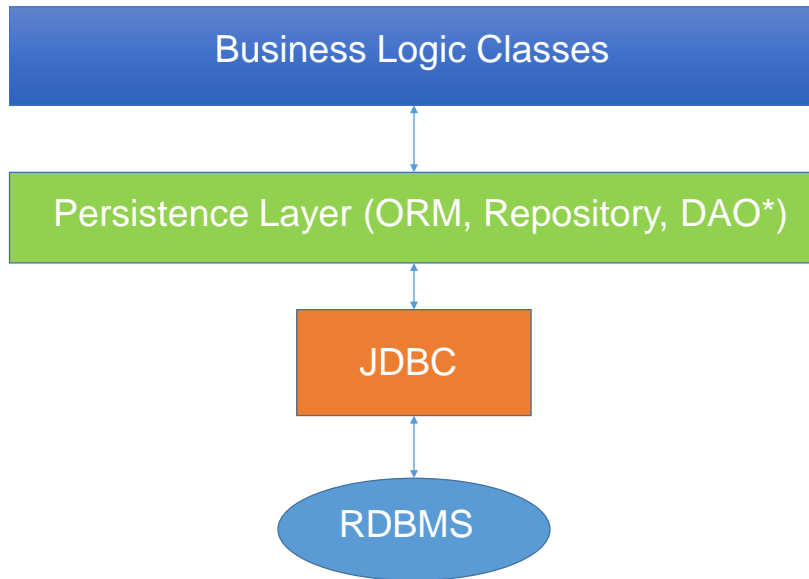 Business Logic Classes
Persistence Layer (ORM, Repository, DAO*)
JDBC
RDBMS